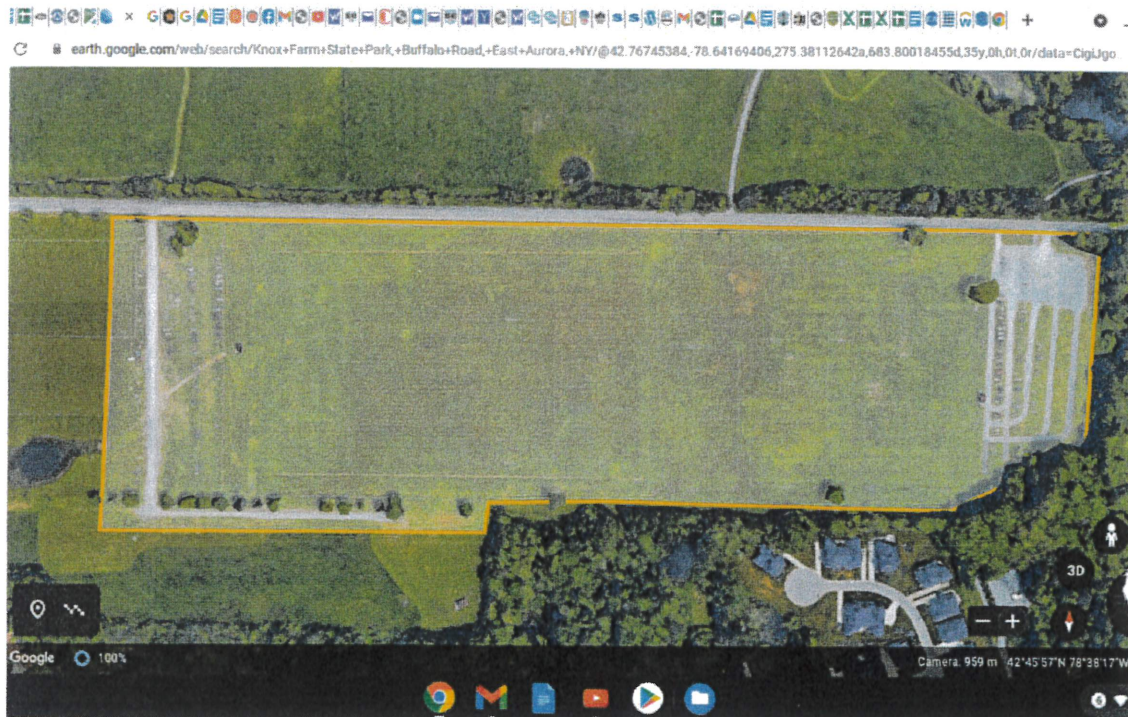 earth.google.com/web/search/Knox+Farm+State+Park,+Buffalo+Road,+East+Aurora,+NY/@42.76745384,-78.64169406,275.38112642a,683.80018455d,35y,0h,0t,0r/data=CigiJgo
3D
Google 100%
Camera: 959 m 42°45'57"N 78°38'17"W